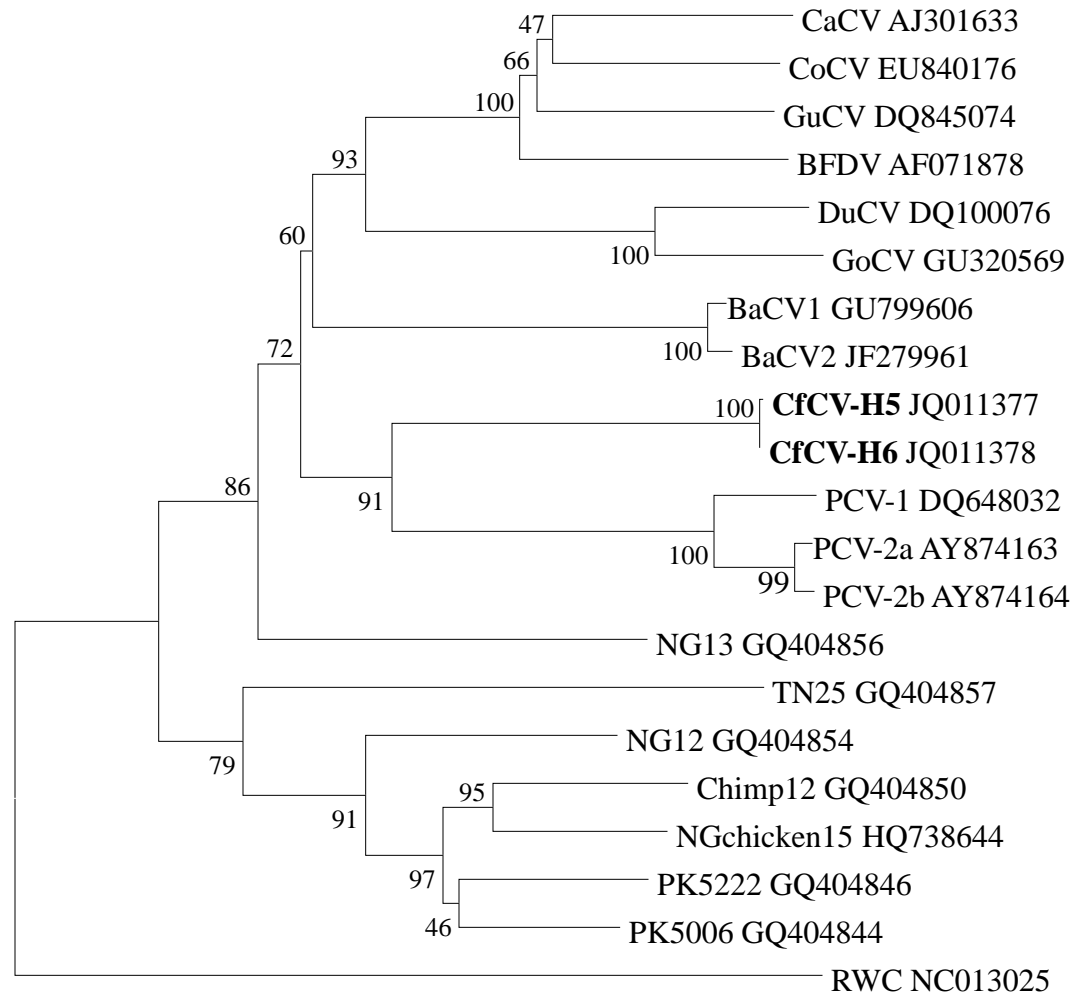 47
CaCV AJ301633
66
CoCV EU840176
100
GuCV DQ845074
93
BFDV AF071878
DuCV DQ100076
60
100
GoCV GU320569
BaCV1 GU799606
72
100
BaCV2 JF279961
100
CfCV-H5 JQ011377
CfCV-H6 JQ011378
86
91
PCV-1 DQ648032
100
PCV-2a AY874163
99
PCV-2b AY874164
NG13 GQ404856
TN25 GQ404857
79
NG12 GQ404854
95
Chimp12 GQ404850
91
NGchicken15 HQ738644
97
PK5222 GQ404846
46
PK5006 GQ404844
RWC NC013025